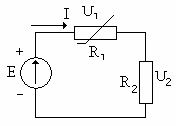 I
U₁
+
R₁
E
R₂
U₂
−